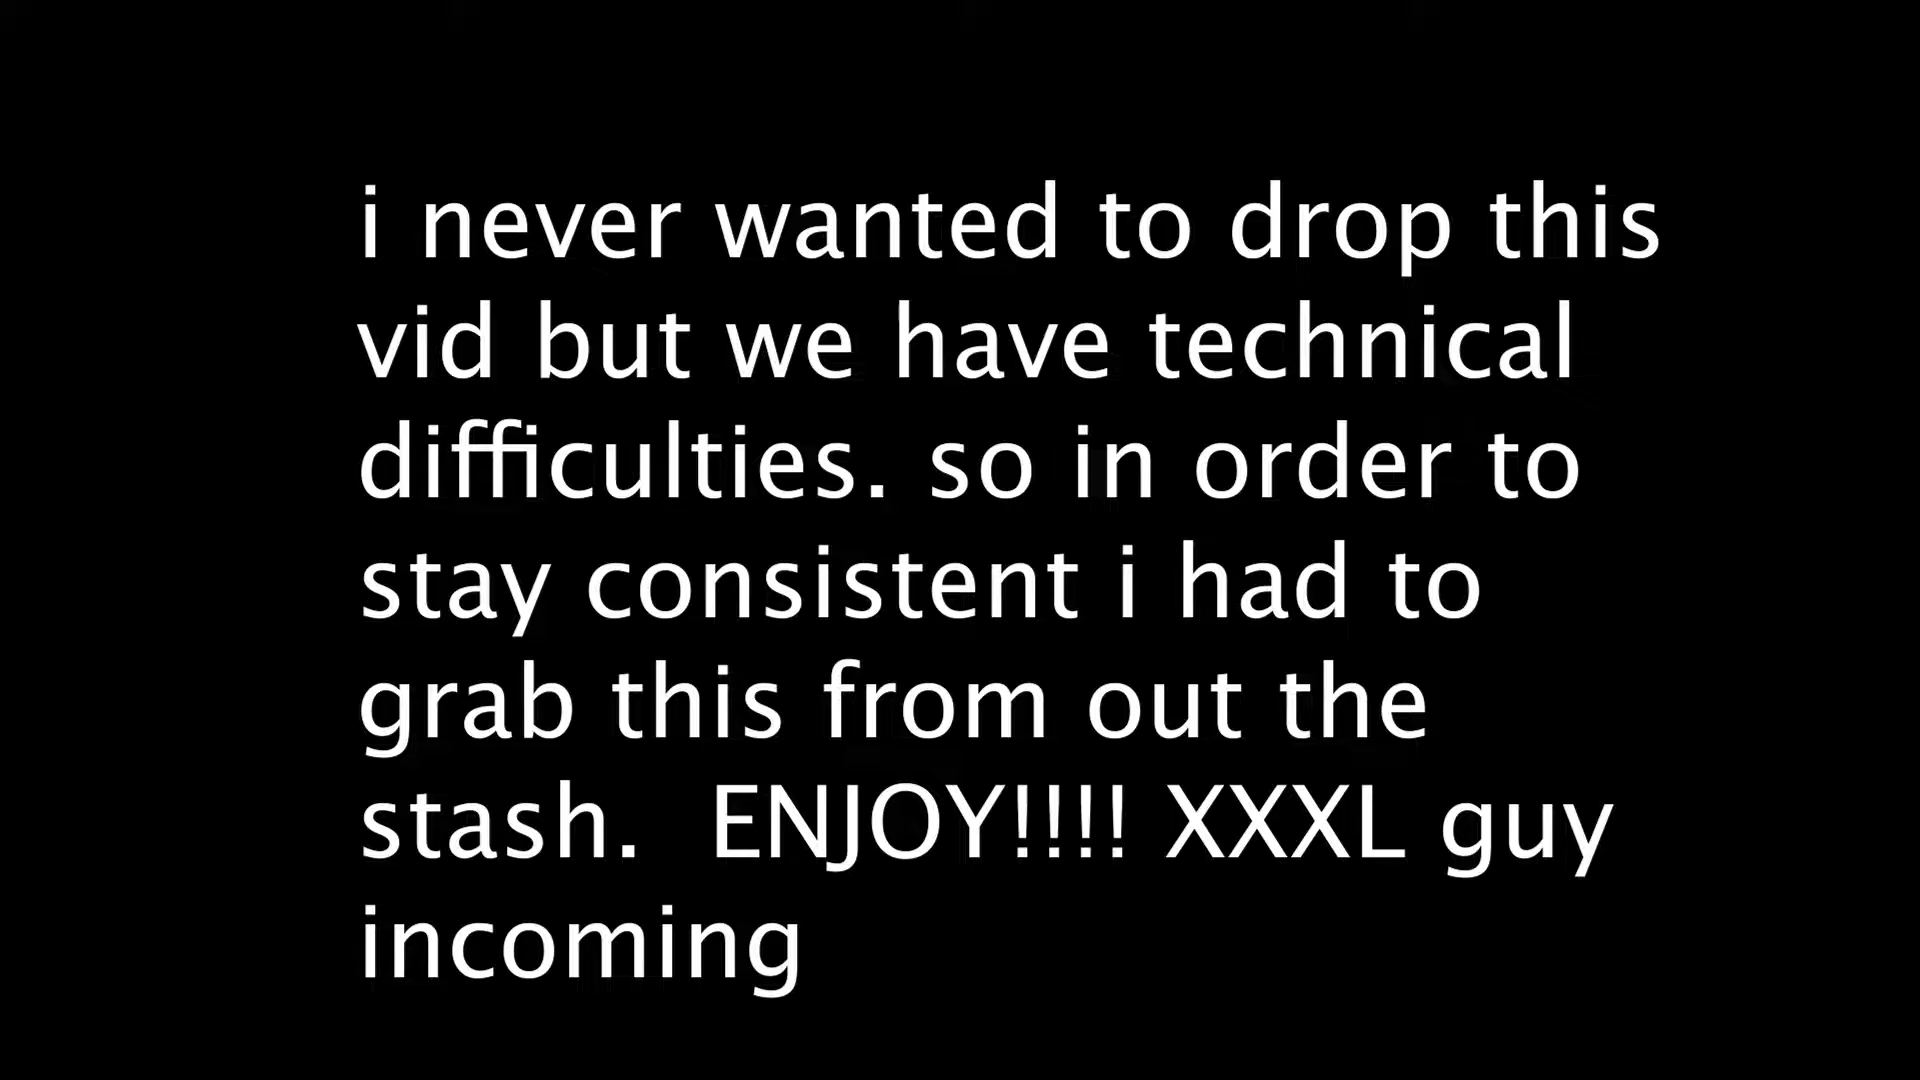 i never wanted to drop this
vid but we have technical
difficulties. so in order to
stay consistent i had to
grab this from out the
stash.  ENJOY!!!! XXXL guy
incoming